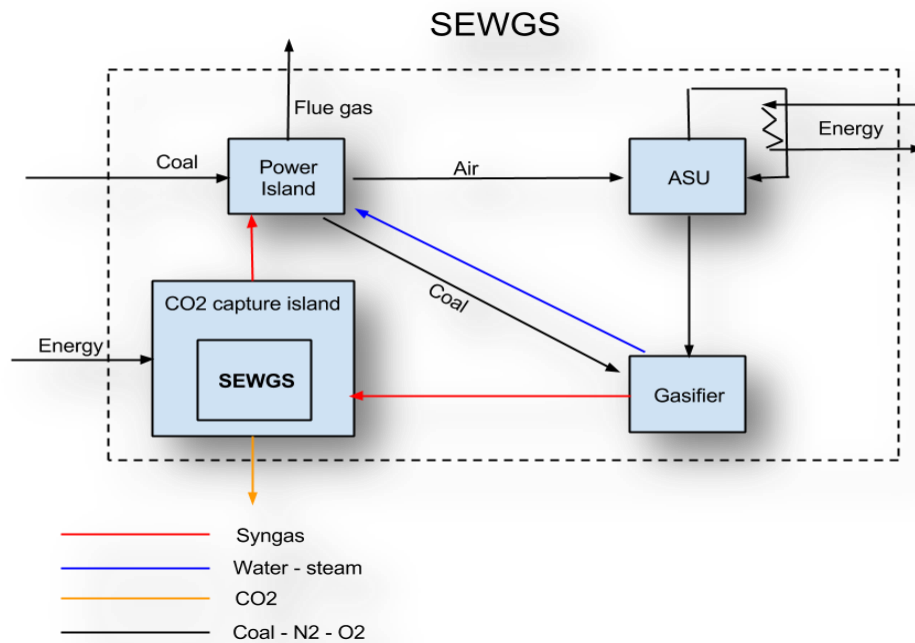 SEWGS
Flue gas
Coal
Power
Island
Air
ASU
Energy
Coal
CO2 capture island
Energy
SEWGS
Gasifier
Syngas
Water - steam
CO2
Coal - N2 - O2